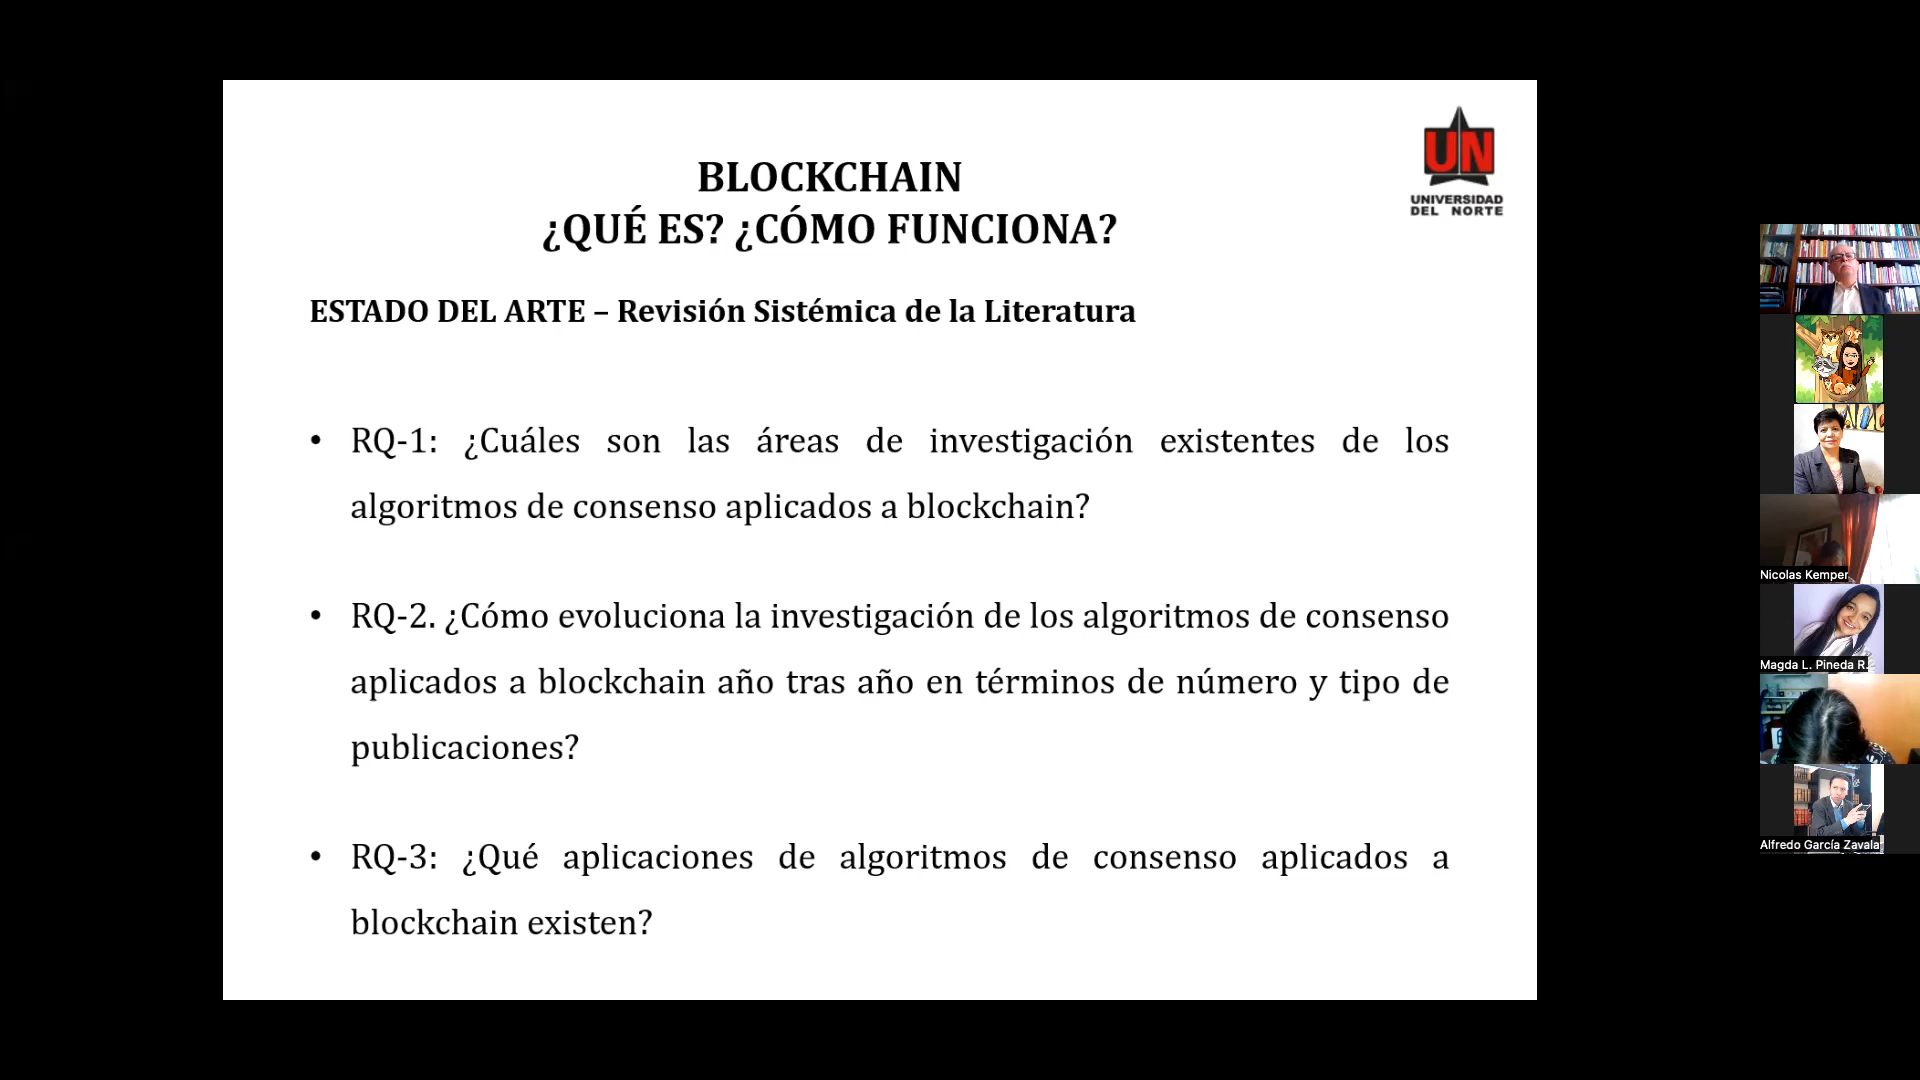 BLOCKCHAIN
¿QUÉ ES? ¿CÓMO FUNCIONA?
UN
UNIVERSIDAD
DEL NORTE
ESTADO DEL ARTE – Revisión Sistémica de la Literatura
• RQ-1: ¿Cuáles son las áreas de investigación existentes de los
algoritmos de consenso aplicados a blockchain?
• RQ-2. ¿Cómo evoluciona la investigación de los algoritmos de consenso
aplicados a blockchain año tras año en términos de número y tipo de
publicaciones?
• RQ-3: ¿Qué aplicaciones de algoritmos de consenso aplicados a
blockchain existen?
Nicolas Kemper
Magda L. Pineda R.
Alfredo García Zavala